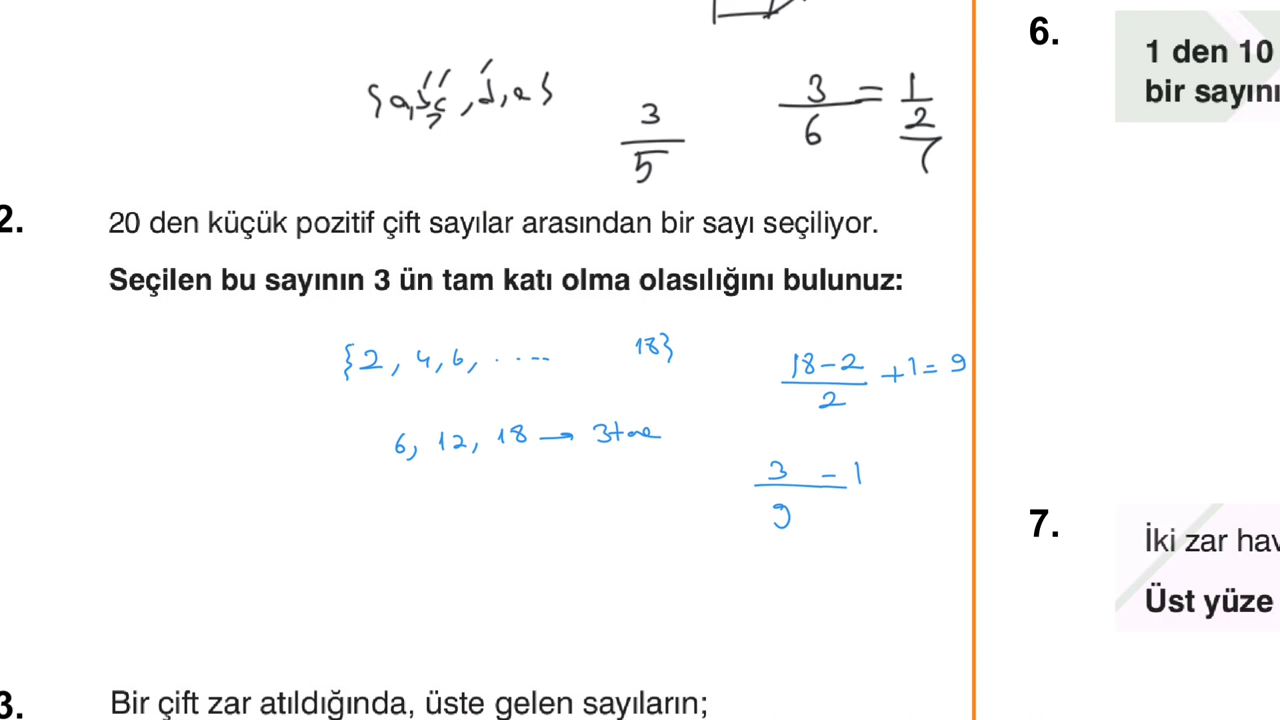 3
5
3 = 1
6 2
2.
20 den küçük pozitif çift sayılar arasından bir sayı seçiliyor.
Seçilen bu sayının 3 ün tam katı olma olasılığını bulunuz:
{2, 4, 6, ..... 18}
18-2 +1= 9
2
6, 12, 18 → 3 tane
3 - 1
9
3.
Bir çift zar atıldığında, üste gelen sayıların;
6.
1 den 10
bir sayını
7.
İki zar hav
Üst yüze